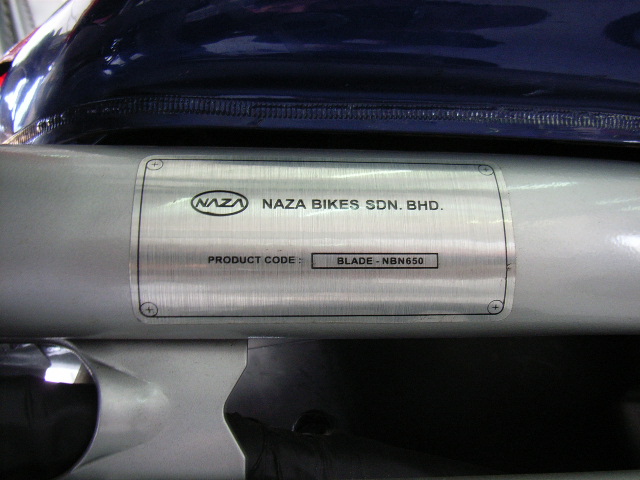 NAZA NAZA BIKES SDN. BHD.
PRODUCT CODE : BLADE - NBN650